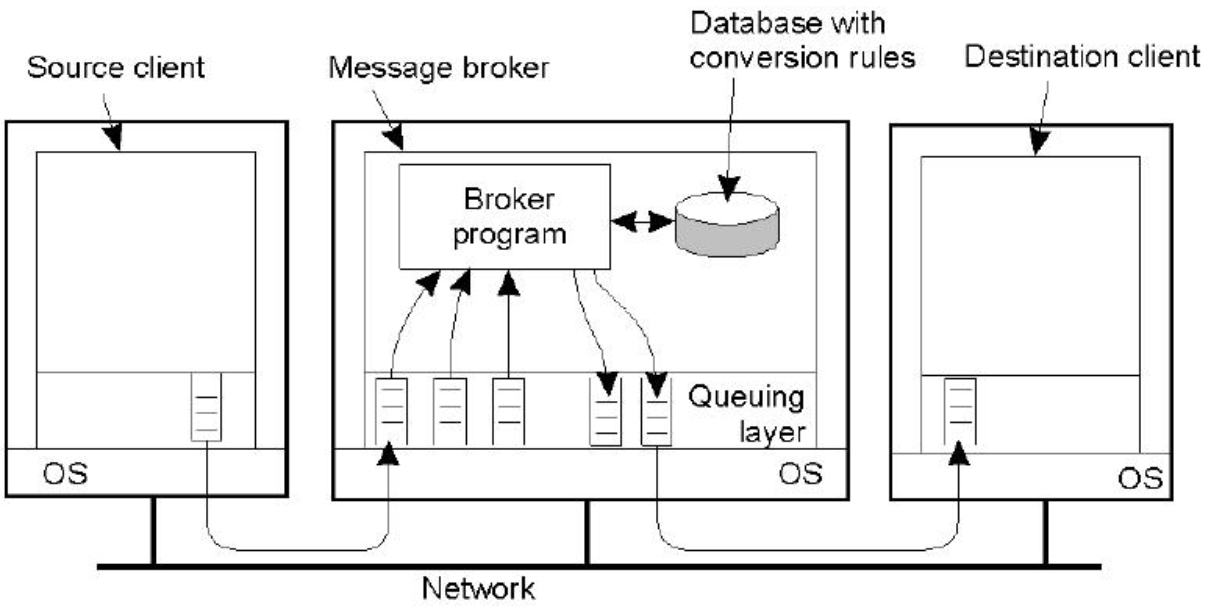 Source client
Message broker
Database with
conversion rules
Destination client
Broker
program
Queuing
layer
OS
OS
OS
Network